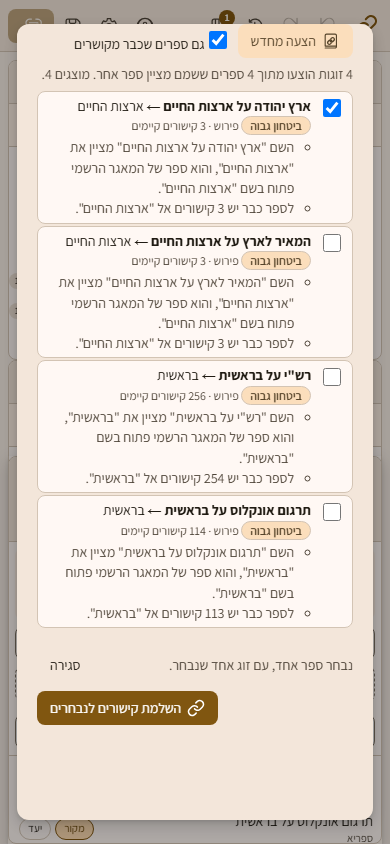 1
הצעה מחדש
גם ספרים שכבר מקושרים
4 זוגות הוצעו מתוך 4 ספרים ששמם מציין ספר אחר. מוצגים 4.
ארץ יהודה על ארצות החיים ← ארצות החיים
ביטחון גבוה פירוש · 3 קישורים קיימים
השם "ארץ יהודה על ארצות החיים" מציין את
"ארצות החיים", והוא ספר של המאגר הרשמי
פתוח בשם "ארצות החיים".
לספר כבר יש 3 קישורים אל "ארצות החיים".
המאיר לארץ על ארצות החיים ← ארצות החיים
ביטחון גבוה פירוש · 3 קישורים קיימים
השם "המאיר לארץ על ארצות החיים" מציין את
"ארצות החיים", והוא ספר של המאגר הרשמי
פתוח בשם "ארצות החיים".
לספר כבר יש 3 קישורים אל "ארצות החיים".
רש"י על בראשית ← בראשית
ביטחון גבוה פירוש · 256 קישורים קיימים
השם "רש"י על בראשית" מציין את "בראשית",
והוא ספר של המאגר הרשמי פתוח בשם
"בראשית".
לספר כבר יש 254 קישורים אל "בראשית".
תרגום אונקלוס על בראשית ← בראשית
ביטחון גבוה פירוש · 114 קישורים קיימים
השם "תרגום אונקלוס על בראשית" מציין את
"בראשית", והוא ספר של המאגר הרשמי פתוח
בשם "בראשית".
לספר כבר יש 113 קישורים אל "בראשית".
נבחר ספר אחד, עם זוג אחד שנבחר.
סגירה
השלמת קישורים לנבחרים
תרגום אונקלוס על בראשית
מקור
יעד
ספריא